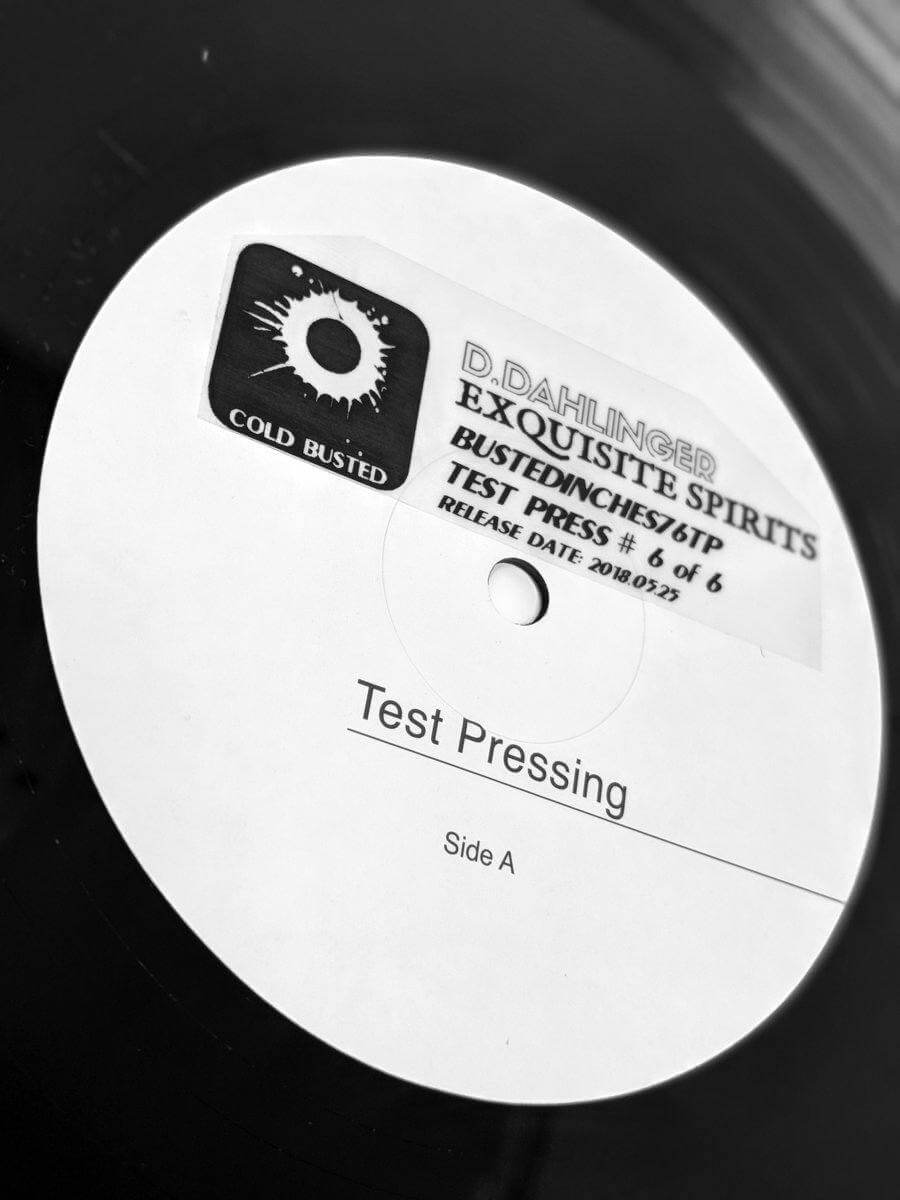 COLD BUSTED
D.DAHLINGER
EXQUISITE SPIRITS
BUSTEDINCHES76TP
TEST PRESS # 6 of 6
RELEASE DATE: 2018.05.25
Test Pressing
Side A